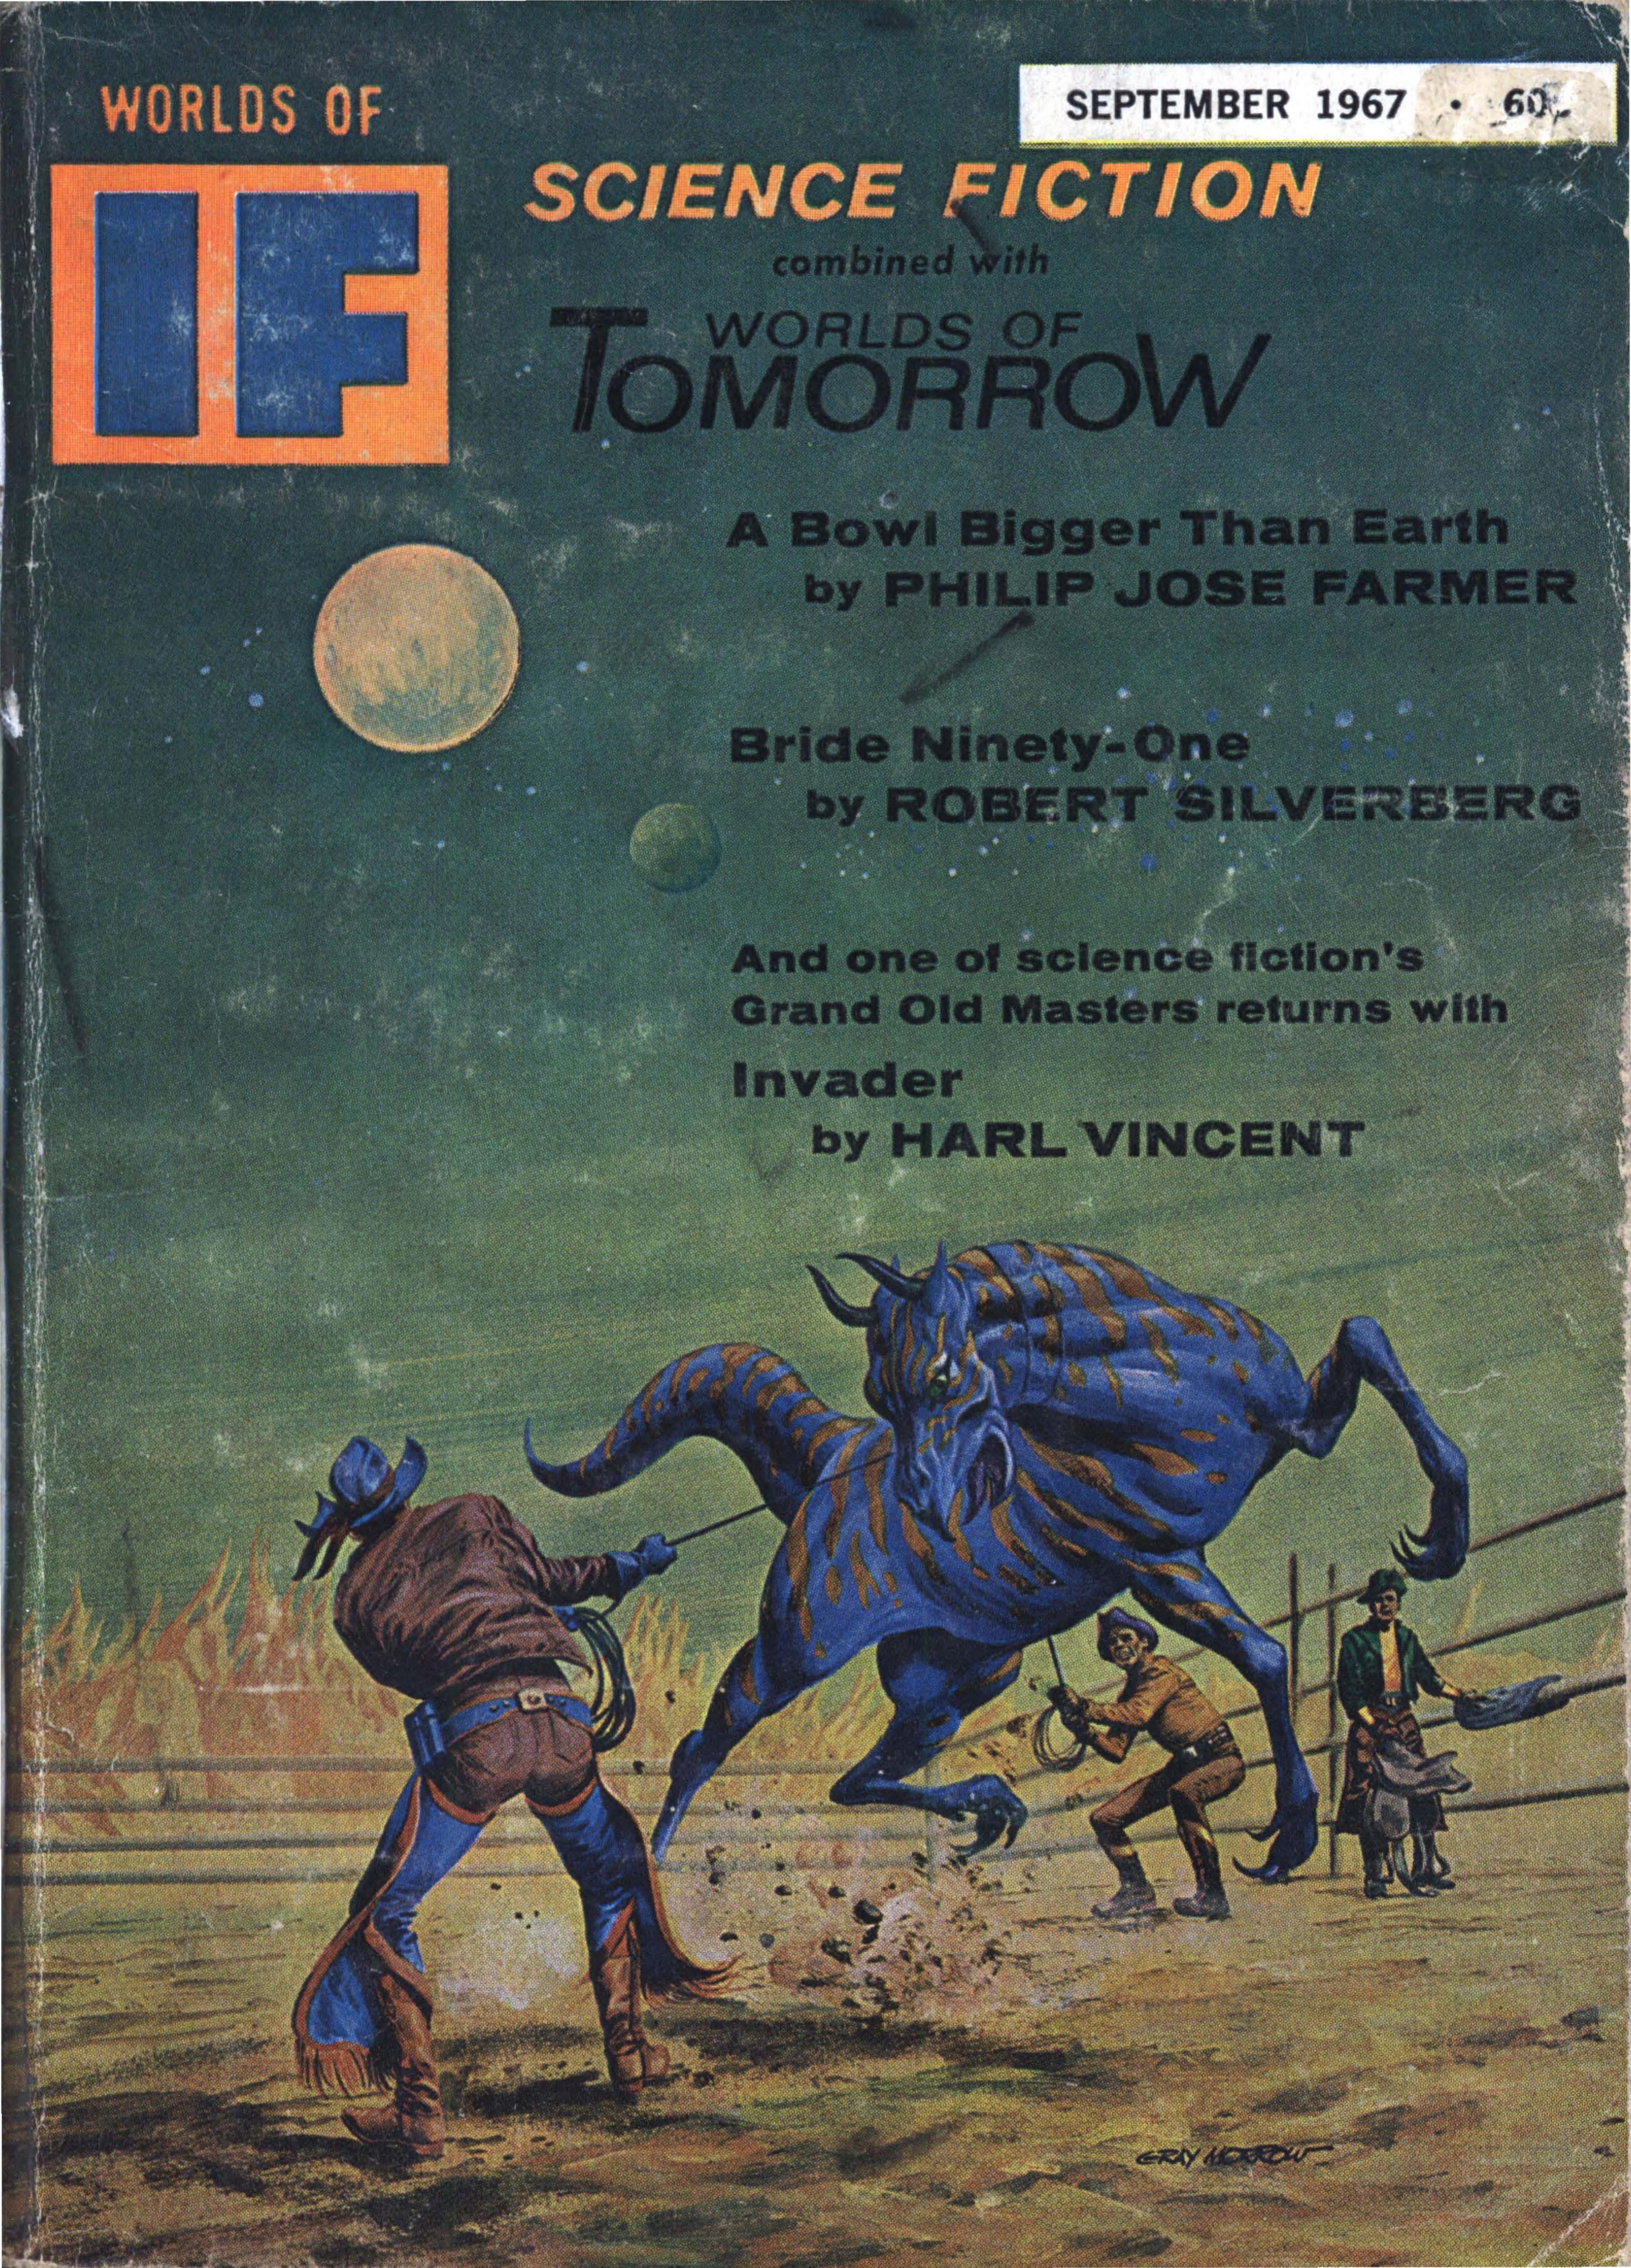 WORLDS OF
IF
SEPTEMBER 1967 • 60¢
SCIENCE FICTION
combined with
WORLDS OF
TOMORROW
A Bowl Bigger Than Earth
by PHILIP JOSE FARMER
Bride Ninety-One
by ROBERT SILVERBERG
And one of science fiction's
Grand Old Masters returns with
Invader
by HARL VINCENT
GRAY MORROW